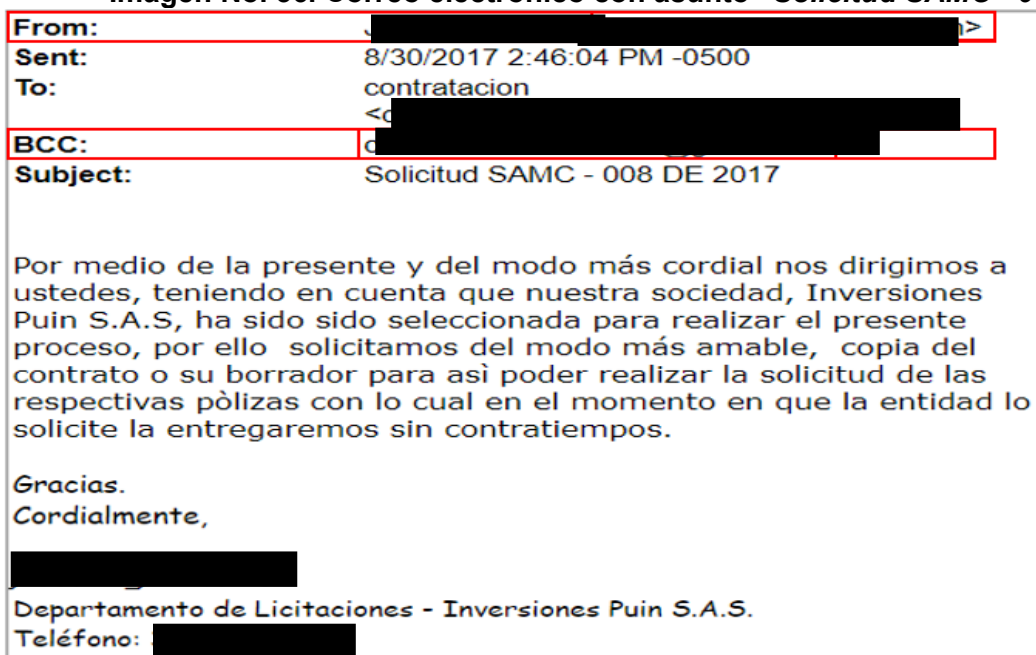 From:
Sent: 8/30/2017 2:46:04 PM -0500
To: contratacion
BCC:
Subject: Solicitud SAMC - 008 DE 2017
Por medio de la presente y del modo más cordial nos dirigimos a
ustedes, teniendo en cuenta que nuestra sociedad, Inversiones
Puin S.A.S, ha sido sido seleccionada para realizar el presente
proceso, por ello solicitamos del modo más amable, copia del
contrato o su borrador para asì poder realizar la solicitud de las
respectivas pòlizas con lo cual en el momento en que la entidad lo
solicite la entregaremos sin contratiempos.
Gracias.
Cordialmente,
Departamento de Licitaciones - Inversiones Puin S.A.S.
Teléfono: